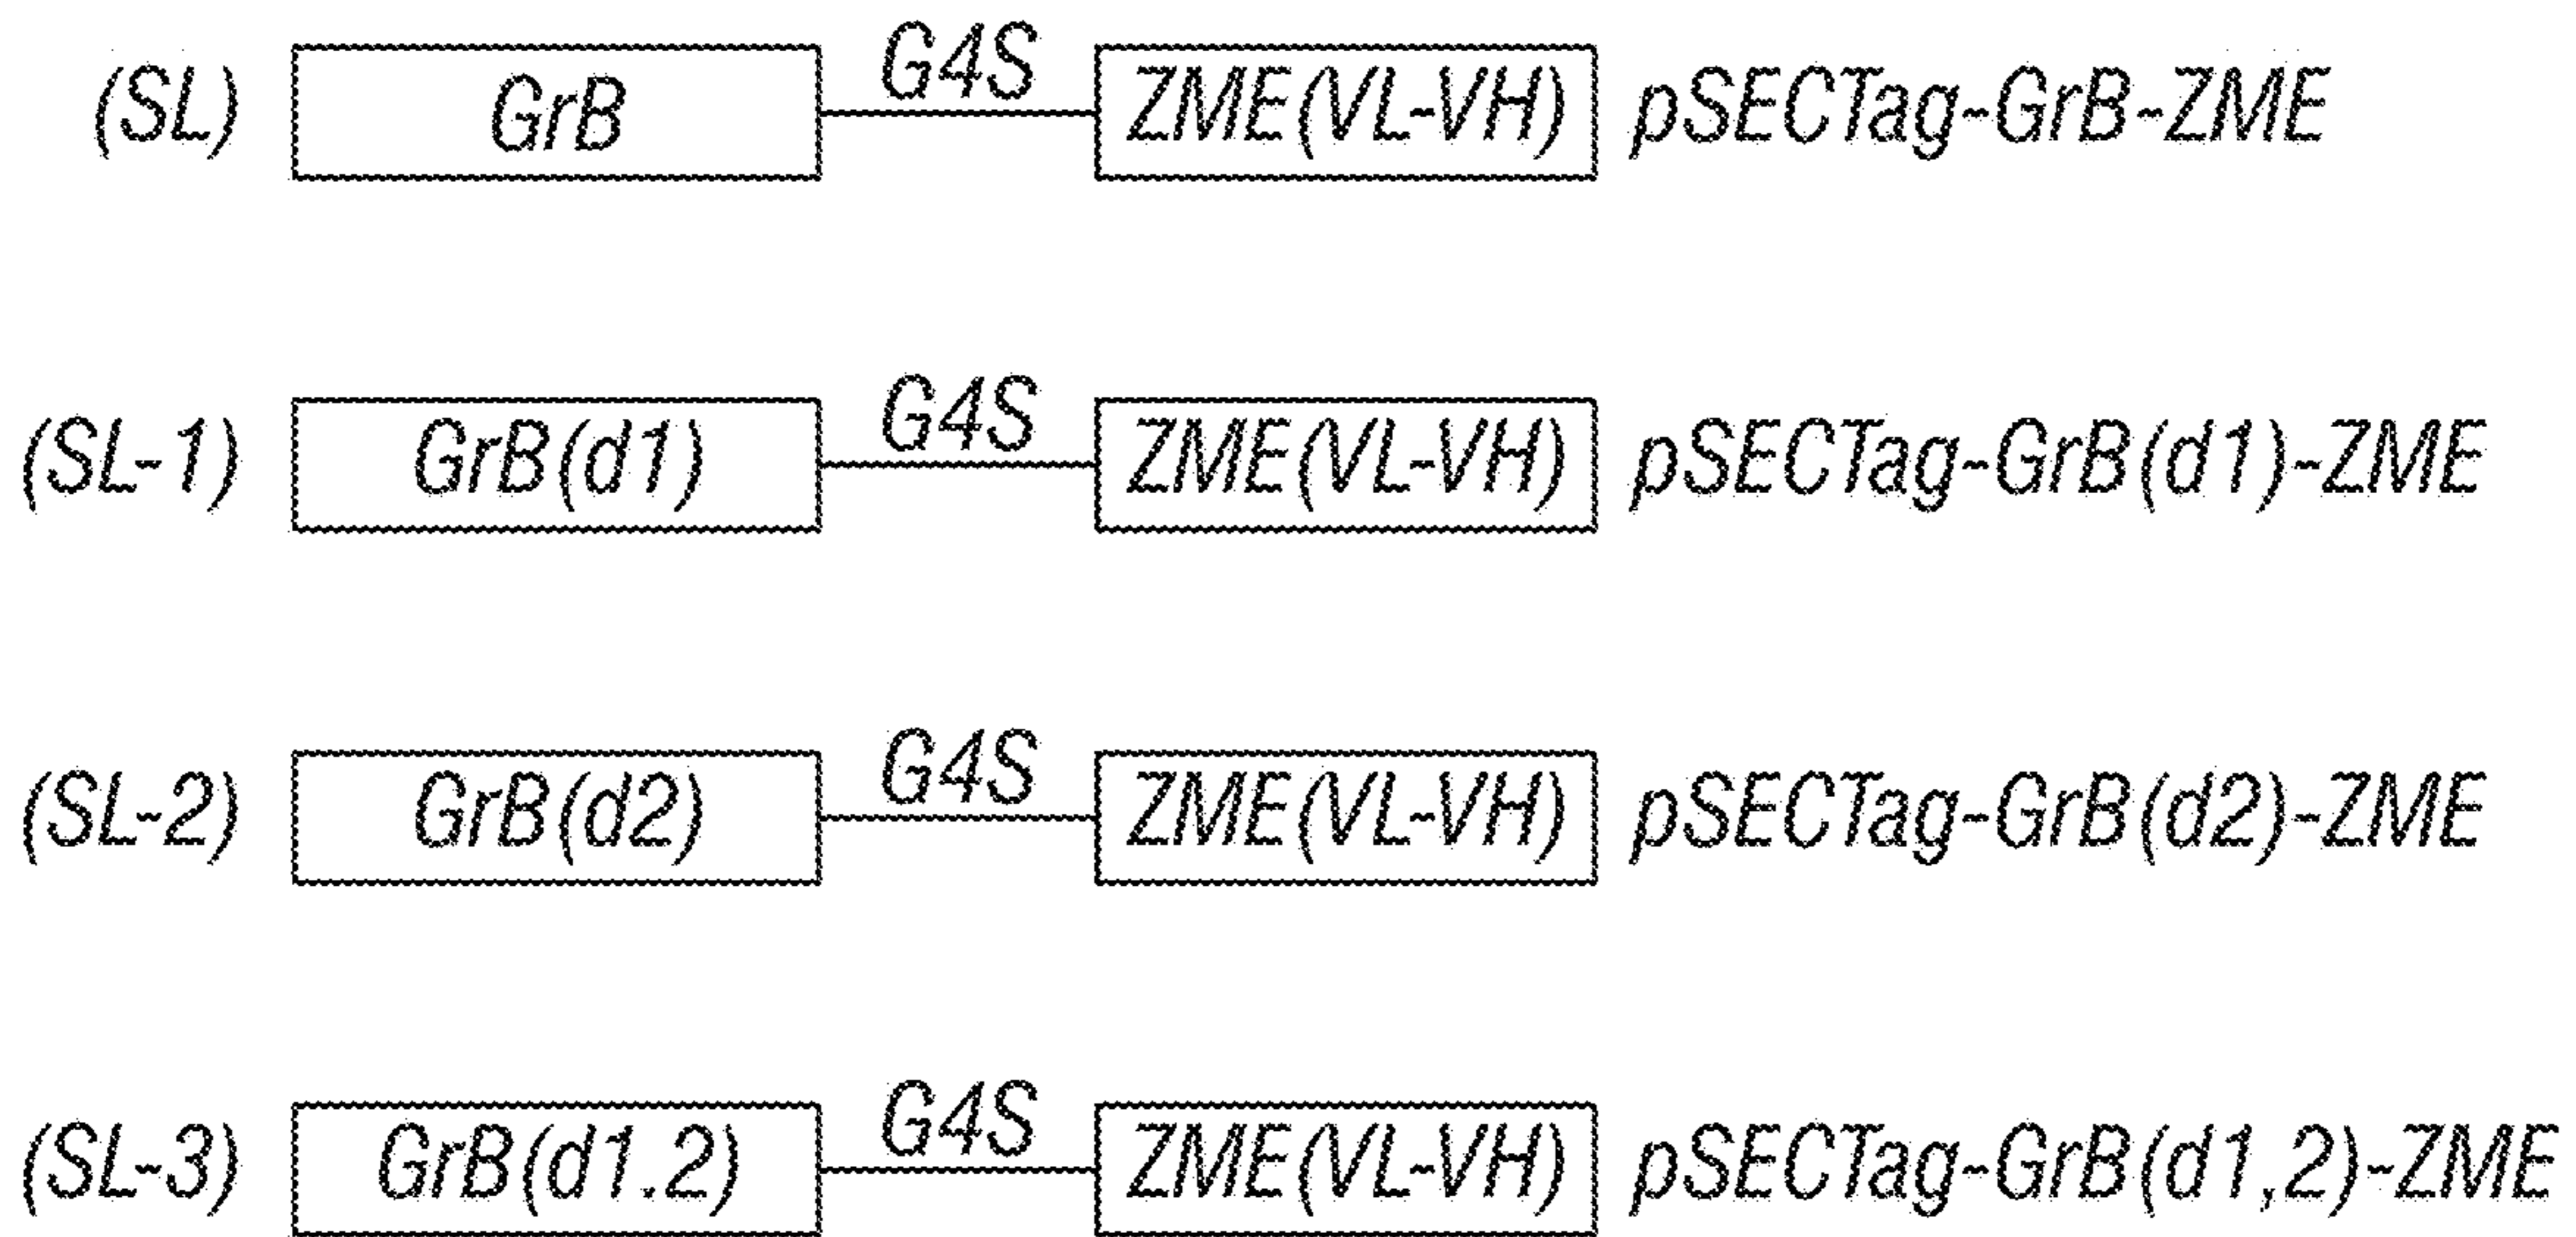 (SL) GrB G4S ZME(VL-VH) pSECTag-GrB-ZME
(SL-1) GrB(d1) G4S ZME(VL-VH) pSECTag-GrB(d1)-ZME
(SL-2) GrB(d2) G4S ZME(VL-VH) pSECTag-GrB(d2)-ZME
(SL-3) GrB(d1.2) G4S ZME(VL-VH) pSECTag-GrB(d1,2)-ZME